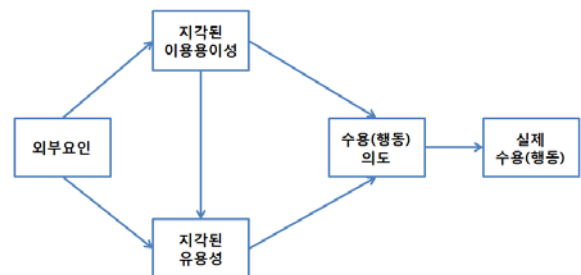 지각된
이용용이성
외부요인
수용(행동)
의도
실제
수용(행동)
지각된
유용성